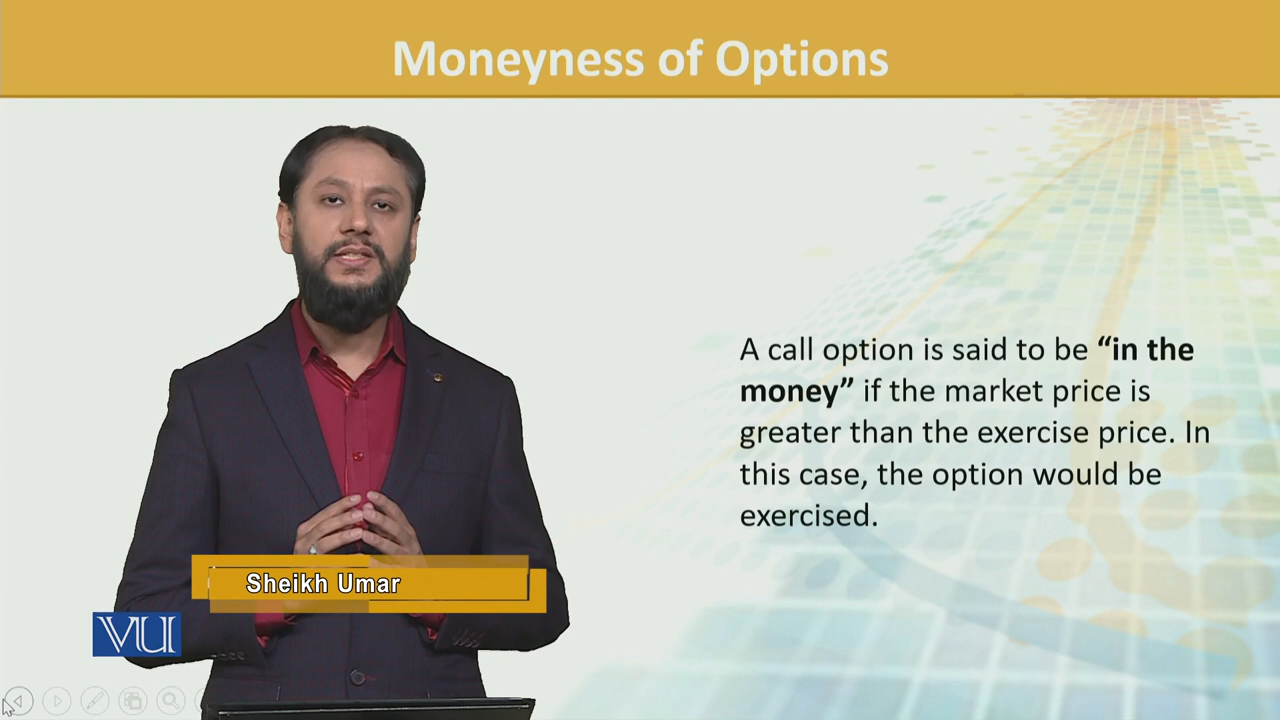 Moneyness of Options
A call option is said to be “in the
money” if the market price is
greater than the exercise price. In
this case, the option would be
exercised.
Sheikh Umar
VU